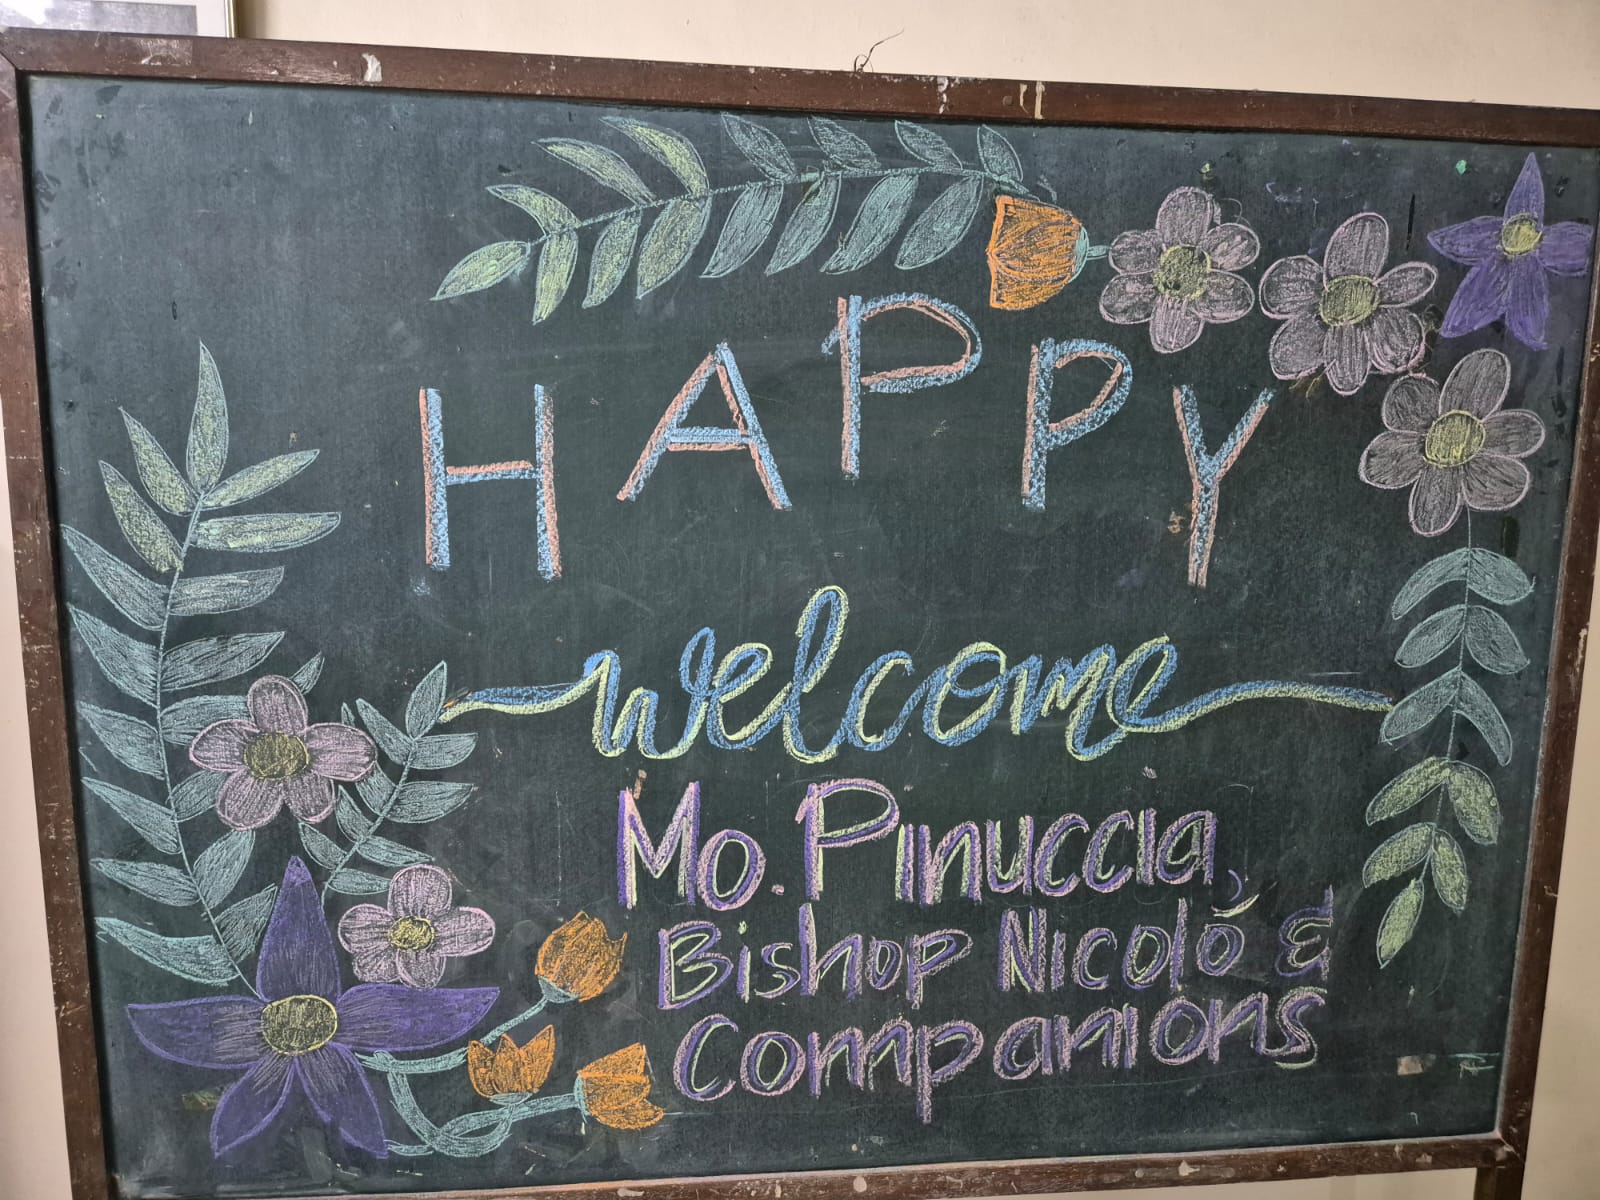 HAPPY
welcome
Mo. Pinuccia,
Bishop Nicolò &
Companions